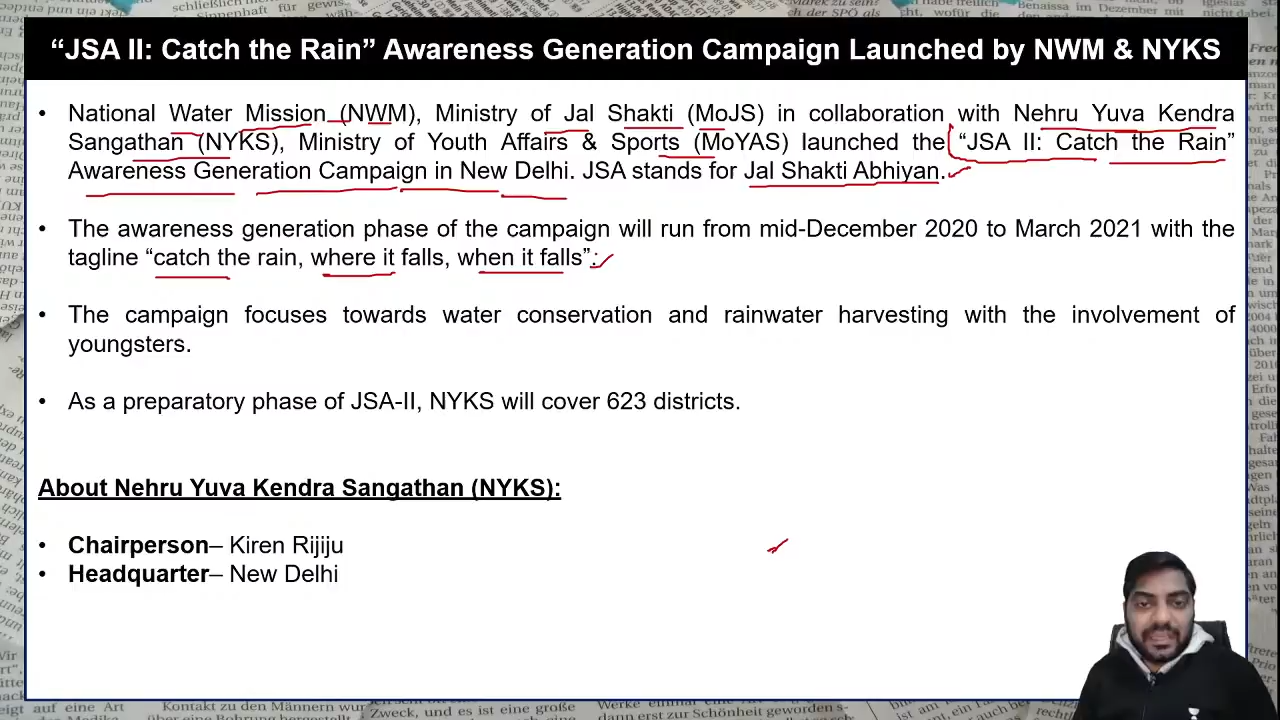 “JSA II: Catch the Rain” Awareness Generation Campaign Launched by NWM & NYKS
• National Water Mission (NWM), Ministry of Jal Shakti (MoJS) in collaboration with Nehru Yuva Kendra
Sangathan (NYKS), Ministry of Youth Affairs & Sports (MoYAS) launched the “JSA II: Catch the Rain”
Awareness Generation Campaign in New Delhi. JSA stands for Jal Shakti Abhiyan.
• The awareness generation phase of the campaign will run from mid-December 2020 to March 2021 with the
tagline “catch the rain, where it falls, when it falls”.
• The campaign focuses towards water conservation and rainwater harvesting with the involvement of
youngsters.
• As a preparatory phase of JSA-II, NYKS will cover 623 districts.
About Nehru Yuva Kendra Sangathan (NYKS):
• Chairperson– Kiren Rijiju
• Headquarter– New Delhi